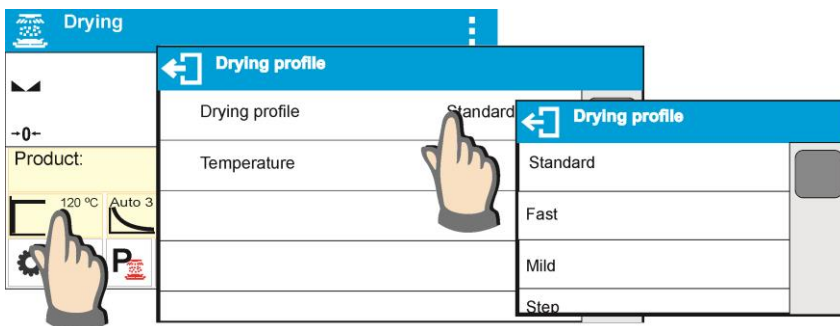 Drying
→0←
Product:
120 ºC
Auto 3
P
Drying profile
Drying profile Standard
Temperature
Drying profile
Standard
Fast
Mild
Step